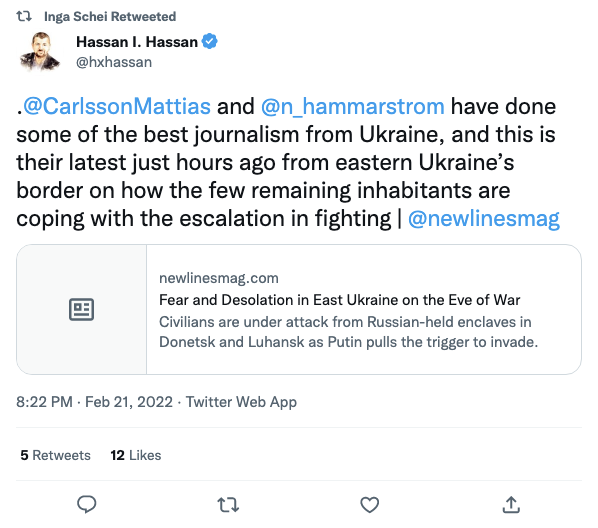 Inga Schei Retweeted
Hassan I. Hassan
@hxhassan
.@CarlssonMattias and @n_hammarstrom have done
some of the best journalism from Ukraine, and this is
their latest just hours ago from eastern Ukraine’s
border on how the few remaining inhabitants are
coping with the escalation in fighting | @newlinesmag
newlinesmag.com
Fear and Desolation in East Ukraine on the Eve of War
Civilians are under attack from Russian-held enclaves in
Donetsk and Luhansk as Putin pulls the trigger to invade.
8:22 PM · Feb 21, 2022 · Twitter Web App
5 Retweets 12 Likes